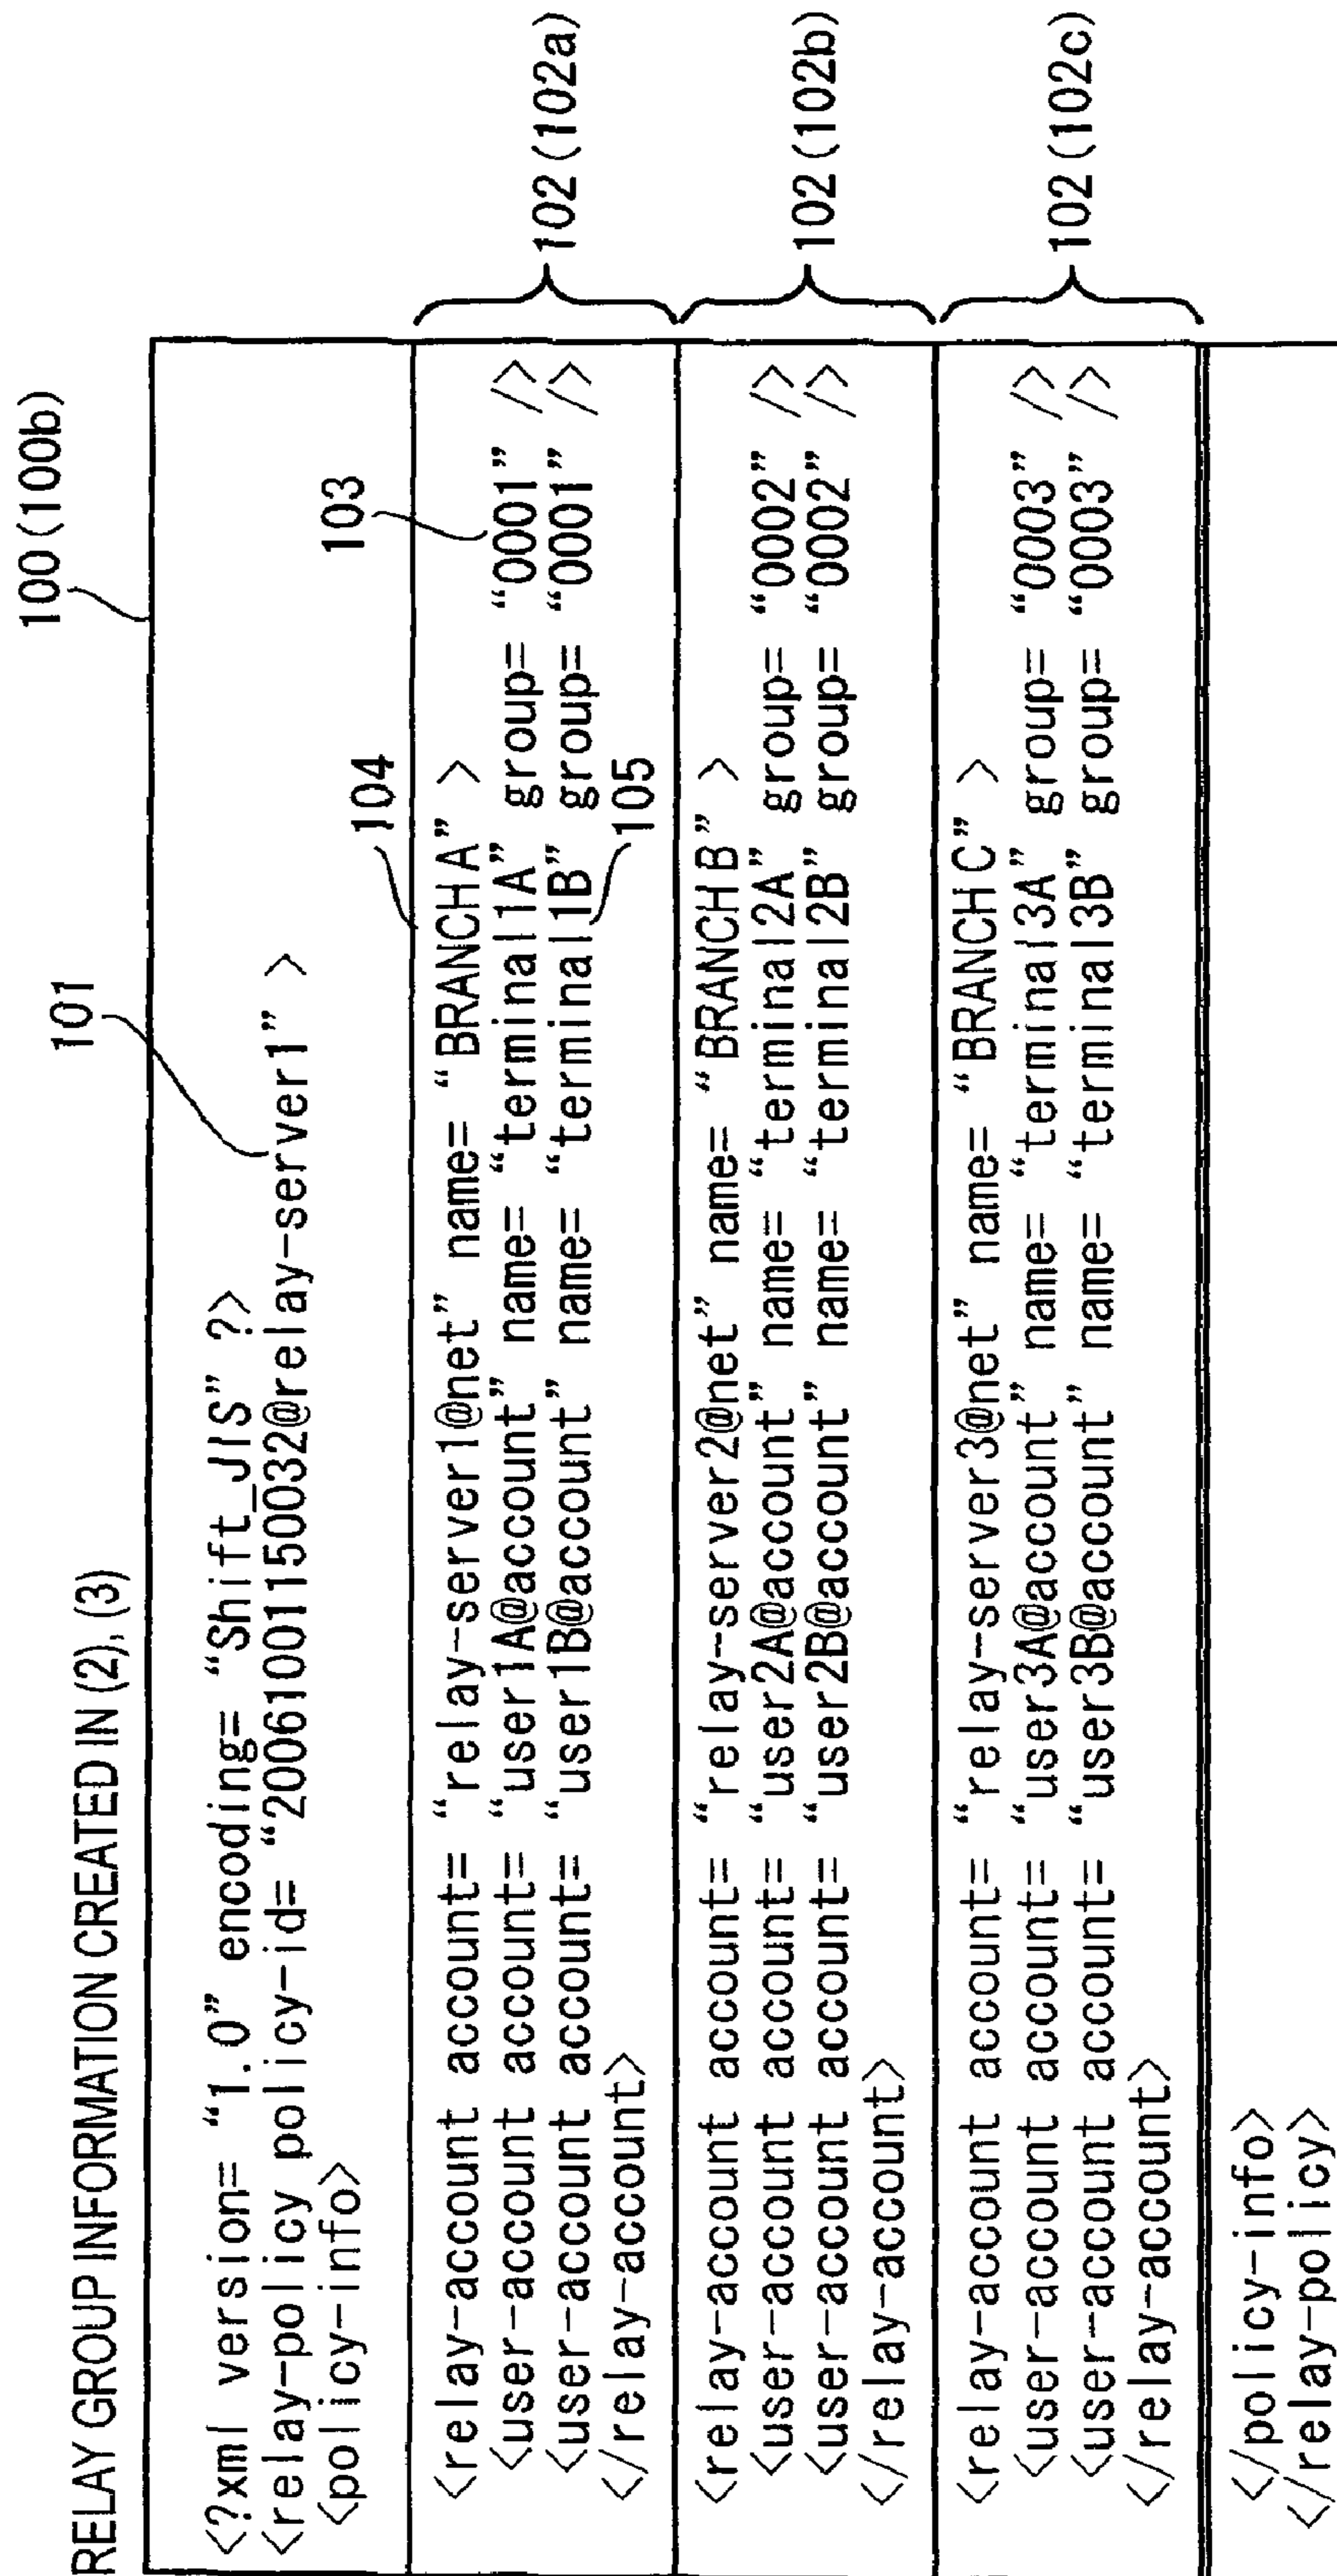 RELAY GROUP INFORMATION CREATED IN (2), (3)
100 (100b)
101
<?xml version= “1.0” encoding= “Shift_JIS” ?>
<relay-policy policy-id= “20061001150032@relay-server1” >
<policy-info>
104
103
<relay-account account= “relay-server1@net” name= “BRANCH A” >
<user-account account= “user1A@account” name= “terminal1A” group= “0001” />
<user-account account= “user1B@account” name= “terminal1B” group= “0001” />
</relay-account>
105
102 (102a)
<relay-account account= “relay-server2@net” name= “BRANCH B” >
<user-account account= “user2A@account” name= “terminal2A” group= “0002” />
<user-account account= “user2B@account” name= “terminal2B” group= “0002” />
</relay-account>
102 (102b)
<relay-account account= “relay-server3@net” name= “BRANCH C” >
<user-account account= “user3A@account” name= “terminal3A” group= “0003” />
<user-account account= “user3B@account” name= “terminal3B” group= “0003” />
</relay-account>
102 (102c)
</policy-info>
</relay-policy>